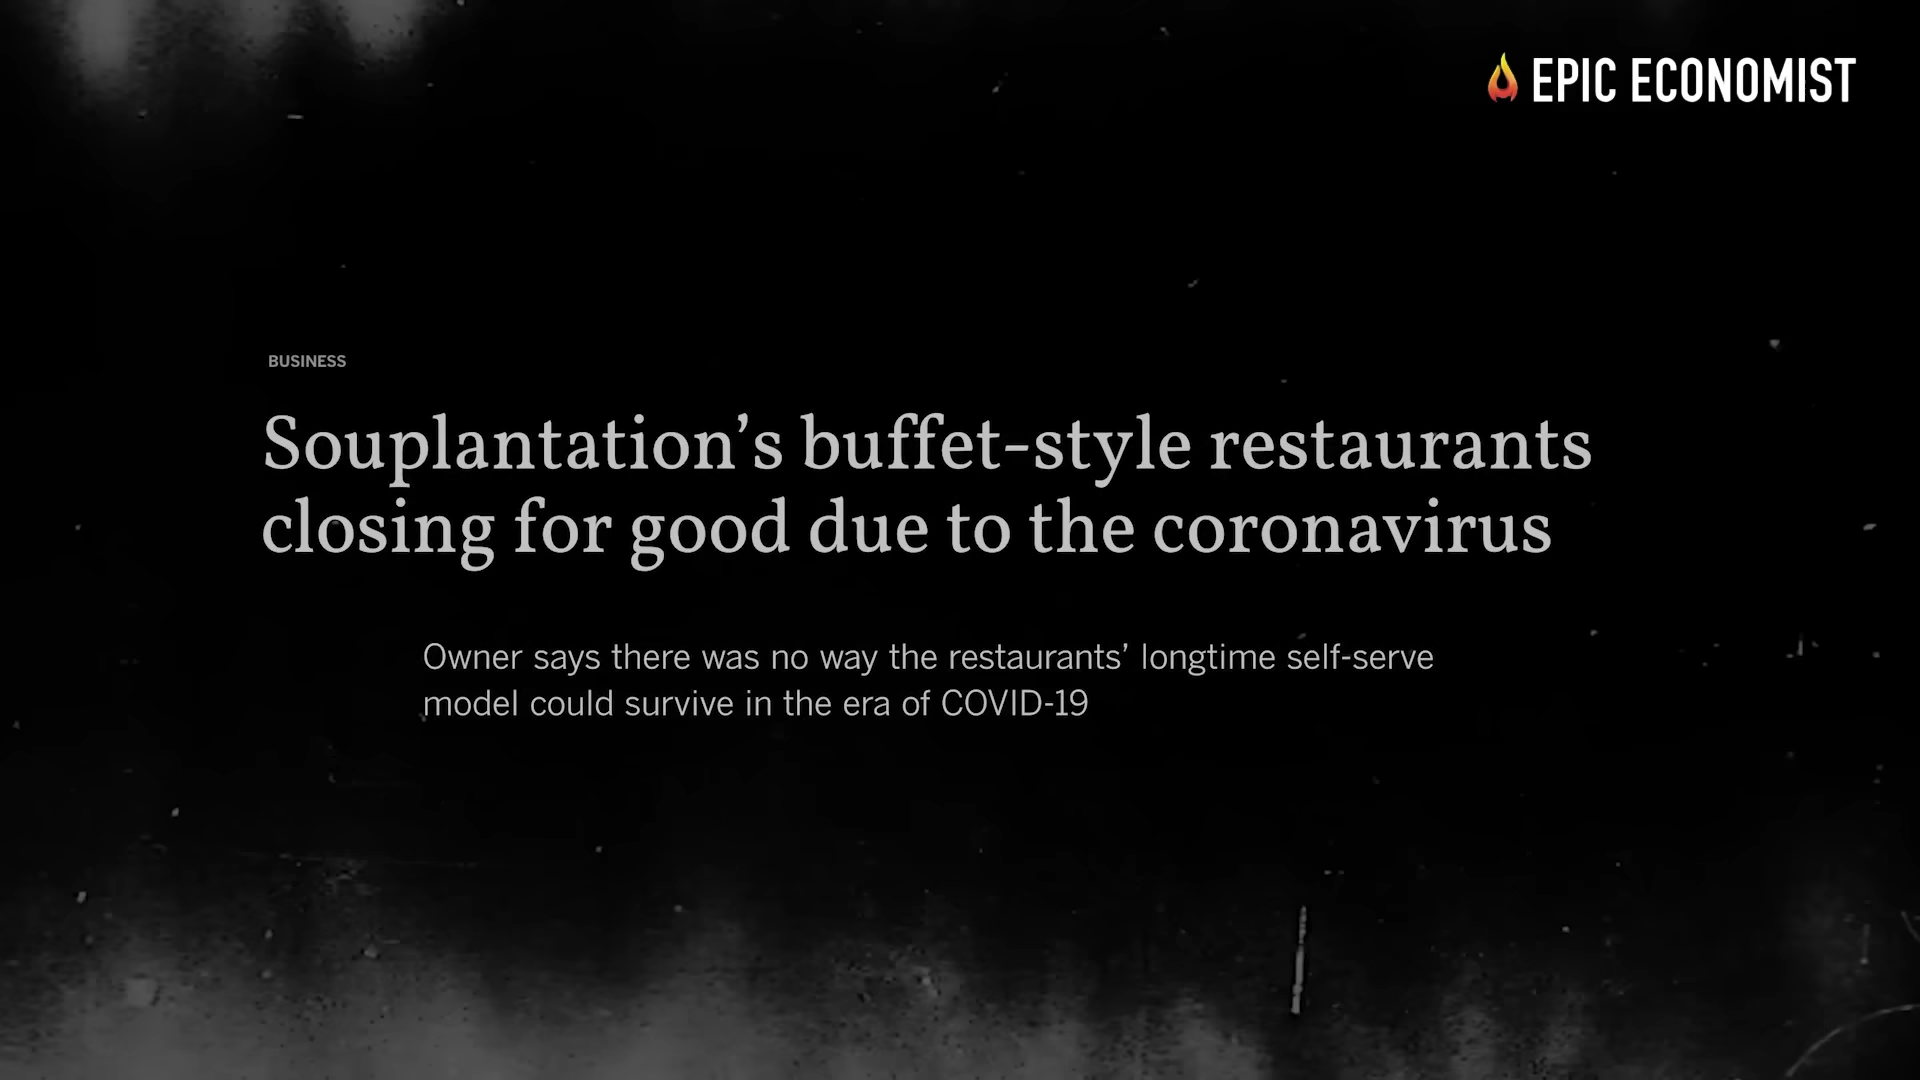 EPIC ECONOMIST
BUSINESS
Souplantation’s buffet-style restaurants
closing for good due to the coronavirus
Owner says there was no way the restaurants’ longtime self-serve
model could survive in the era of COVID-19